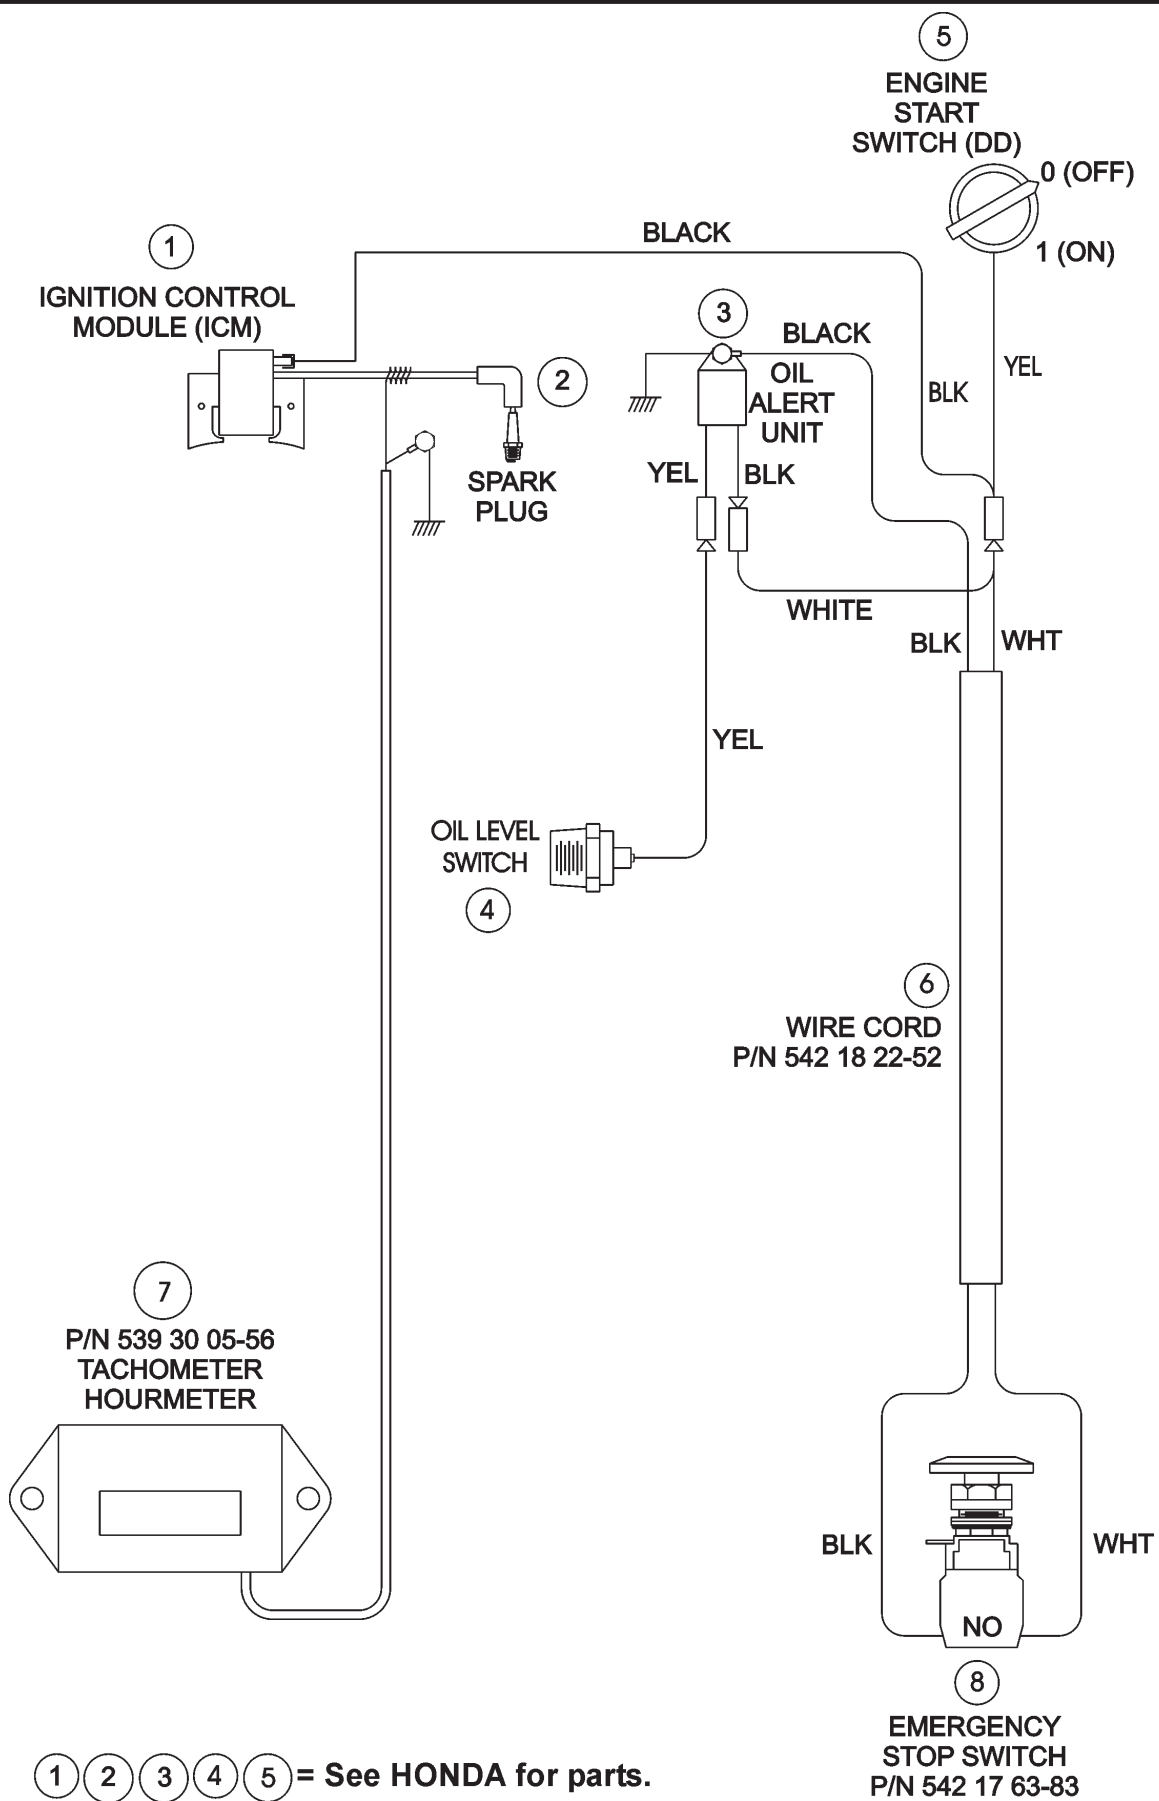 5
ENGINE
START
SWITCH (DD)
0 (OFF)
1 (ON)
BLACK
1
IGNITION CONTROL
MODULE (ICM)
3
BLACK
OIL
ALERT
UNIT
YEL
BLK
2
SPARK
PLUG
YEL
BLK
WHITE
BLK
WHT
YEL
OIL LEVEL
SWITCH
4
6
WIRE CORD
P/N 542 18 22-52
7
P/N 539 30 05-56
TACHOMETER
HOURMETER
BLK
WHT
NO
8
EMERGENCY
STOP SWITCH
P/N 542 17 63-83
1 2 3 4 5 = See HONDA for parts.